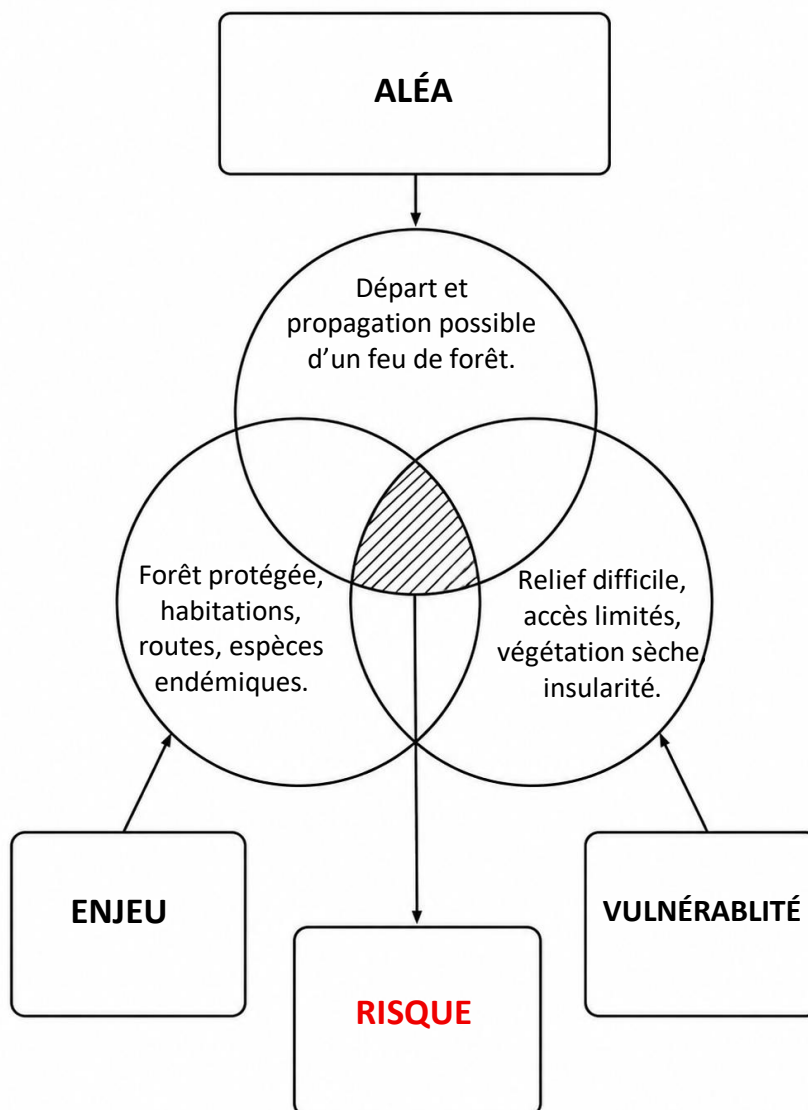 ALÉA
Départ et
propagation possible
d’un feu de forêt.
Forêt protégée,
habitations,
routes, espèces
endémiques.
Relief difficile,
accès limités,
végétation sèche,
insularité.
ENJEU
VULNÉRABLITÉ
RISQUE